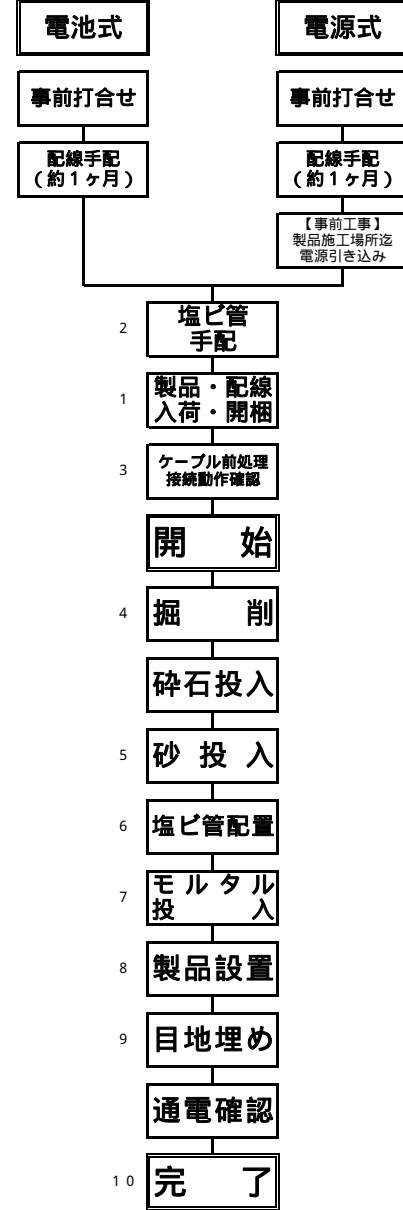 電池式
電源式
事前打合せ
事前打合せ
配線手配
(約1ヶ月)
配線手配
(約1ヶ月)
【事前工事】
製品施工場所迄
電源引き込み
2
塩ビ管
手配
1
製品・配線
入荷・開梱
3
ケーブル前処理
接続動作確認
開 始
4
掘 削
砕石投入
5
砂 投 入
6
塩ビ管配置
7
モルタル
投 入
8
製品設置
9
目地埋め
通電確認
10
完 了